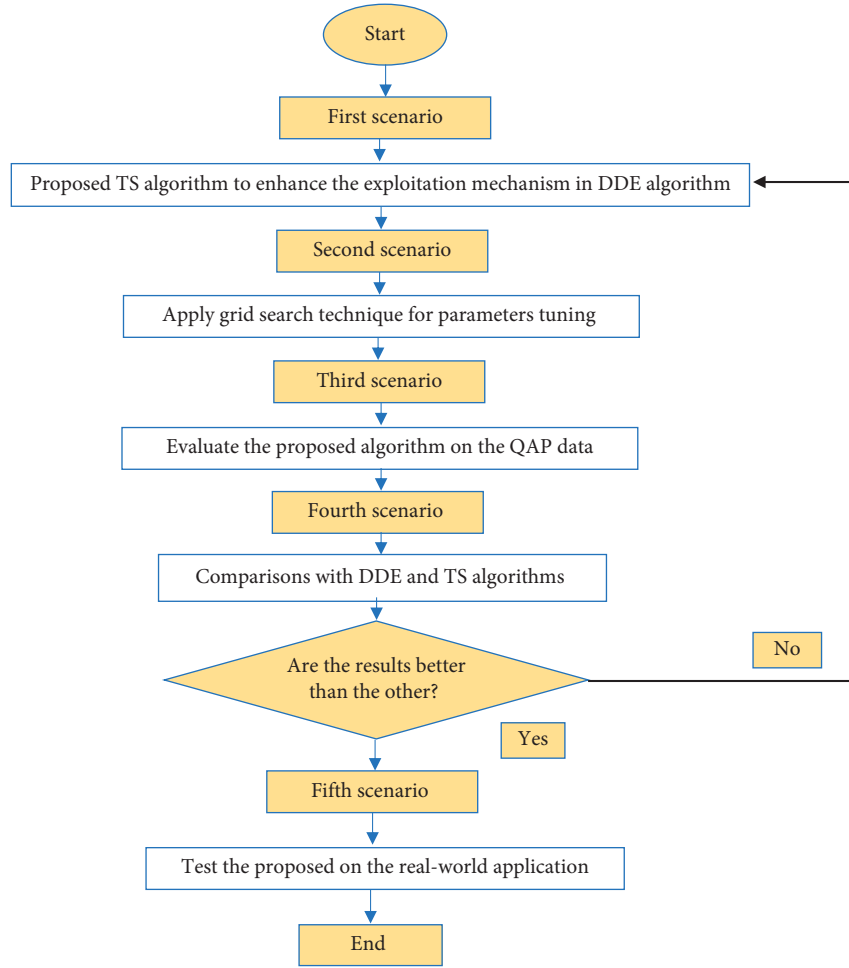 Start
First scenario
Proposed TS algorithm to enhance the exploitation mechanism in DDE algorithm
Second scenario
Apply grid search technique for parameters tuning
Third scenario
Evaluate the proposed algorithm on the QAP data
Fourth scenario
Comparisons with DDE and TS algorithms
Are the results better
than the other?
No
Yes
Fifth scenario
Test the proposed on the real-world application
End